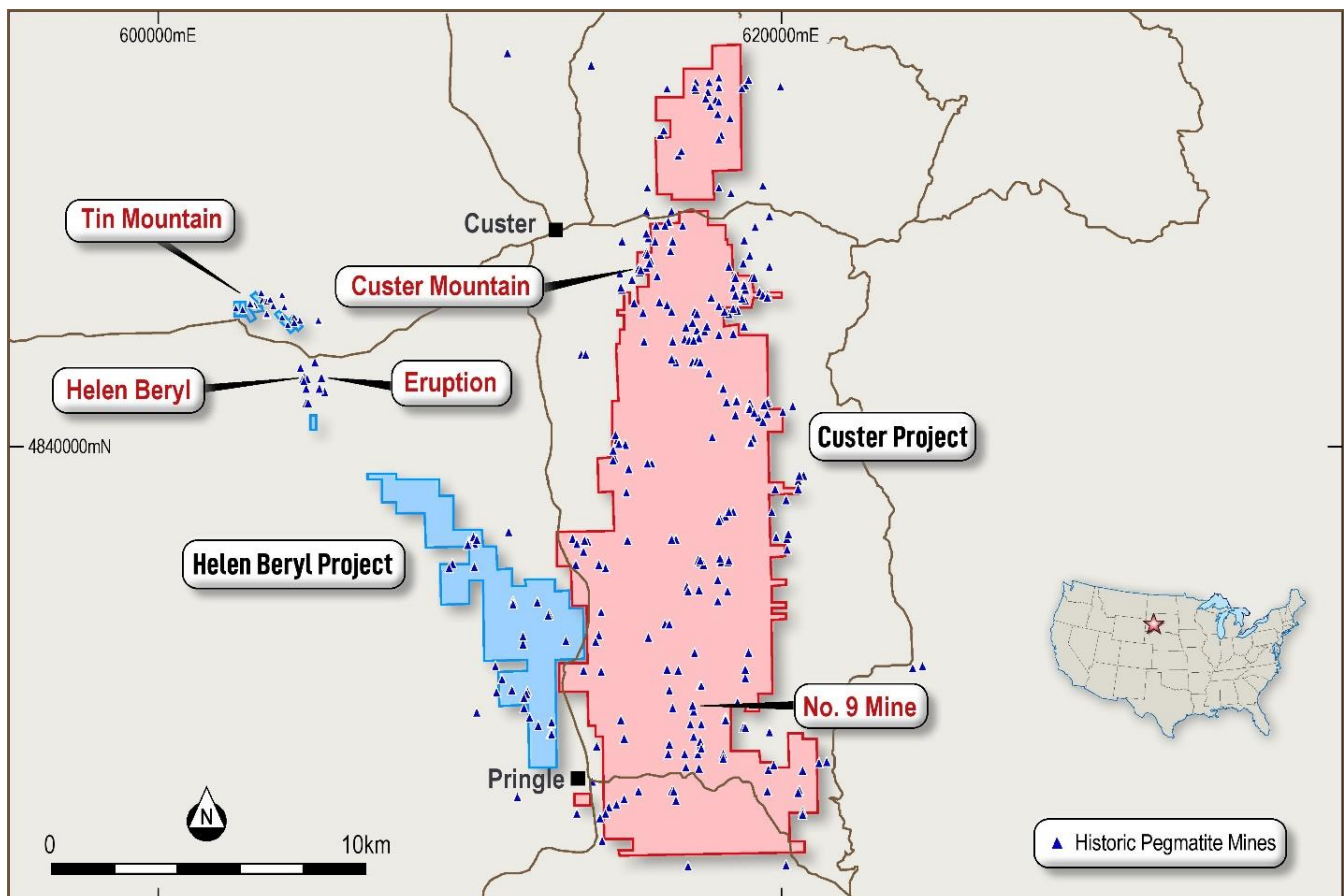 600000mE
620000mE
Tin Mountain
Custer
Custer Mountain
Helen Beryl
Eruption
Custer Project
4840000mN
Helen Beryl Project
No. 9 Mine
Pringle
N
0
10km
Historic Pegmatite Mines